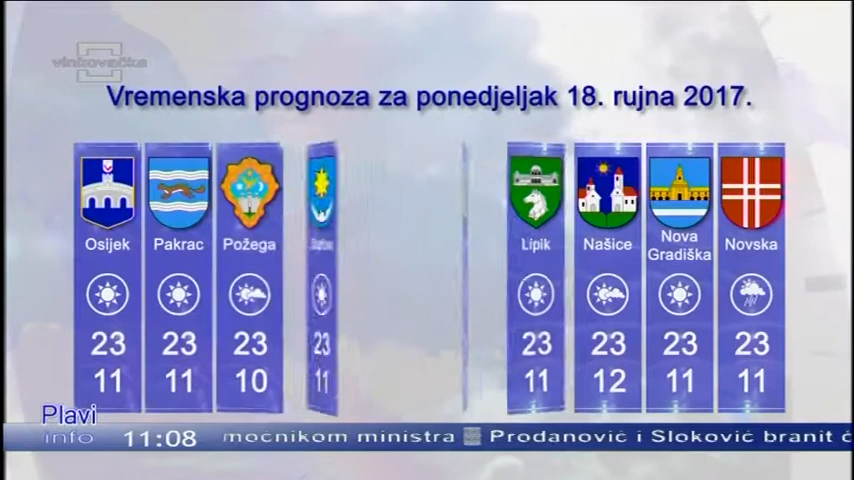 vinkovačka
Vremenska prognoza za ponedjeljak 18. rujna 2017.
Osijek
Pakrac
Požega
Lipik
Našice
Nova
Gradiška
Novska
23 23 23 23 23 23 23 23
11 11 10 11 11 12 11 11
Plavi
info 11:08 moćnikom ministra Prodanović i Sloković branit ć